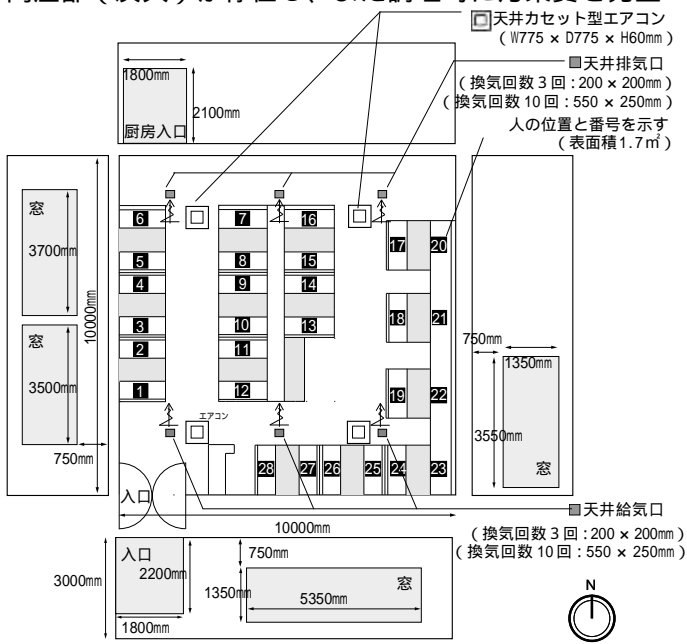 天井カセット型エアコン
（W775 × D775 × H60㎜）
天井排気口
（換気回数３回：200 × 200㎜）
（換気回数 10 回：550 × 250㎜）
人の位置と番号を示す
（表面積1.7㎡）
1800㎜
2100㎜
厨房入口
窓
3700㎜
10000㎜
窓
3500㎜
750㎜
6 7 16
17 20
5 8 15
4 9 14
3 10 13
18 21
2 11
1 12
19 22
エアコン
28 27 26 25 24 23
750㎜
1350㎜
3550㎜
窓
入口
10000㎜
天井給気口
（換気回数３回：200 × 200㎜）
（換気回数 10 回：550 × 250㎜）
入口
2200㎜
750㎜
3000㎜
1350㎜
5350㎜
窓
1800㎜
N